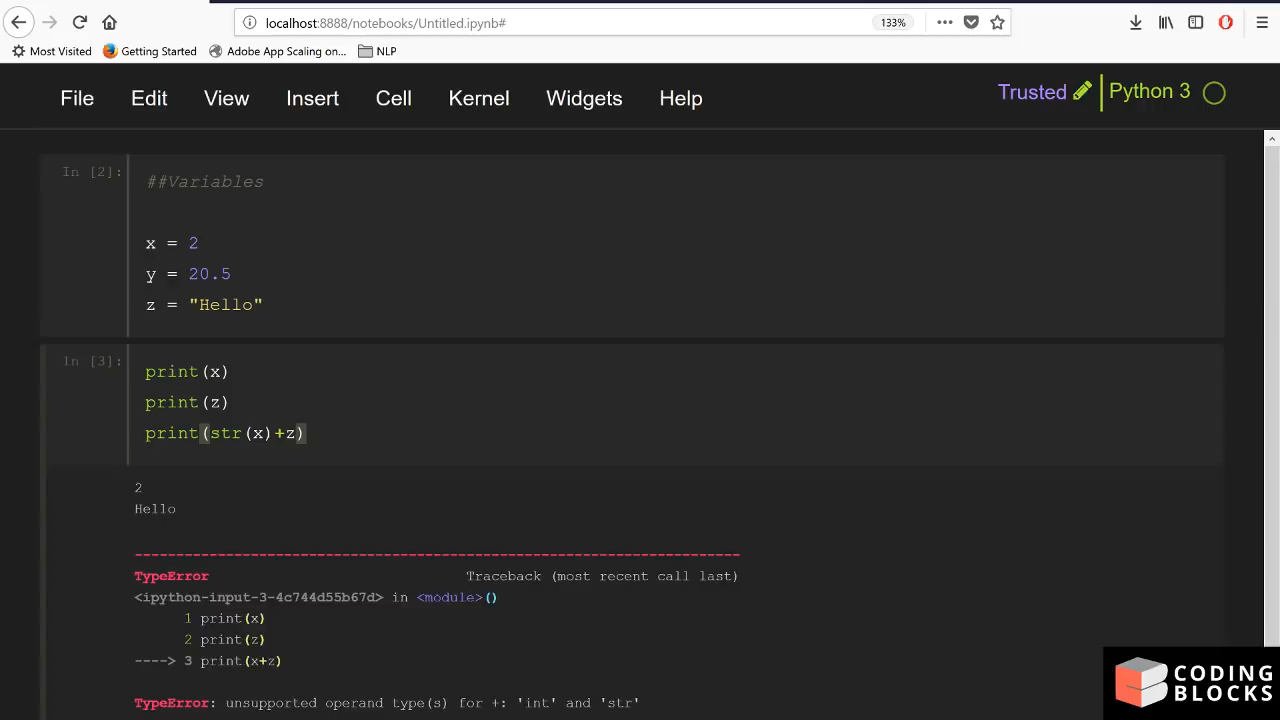 localhost:8888/notebooks/Untitled.ipynb#
133%
Most Visited
Getting Started
Adobe App Scaling on...
NLP
File
Edit
View
Insert
Cell
Kernel
Widgets
Help
Trusted
Python 3
In [2]:
##Variables
x = 2
y = 20.5
z = "Hello"
In [3]:
print(x)
print(z)
print(str(x)+z)
2
Hello
---------------------------------------------------------------------------
TypeError Traceback (most recent call last)
<ipython-input-3-4c744d55b67d> in <module>()
1 print(x)
2 print(z)
----> 3 print(x+z)
TypeError: unsupported operand type(s) for +: 'int' and 'str'
CODING
BLOCKS